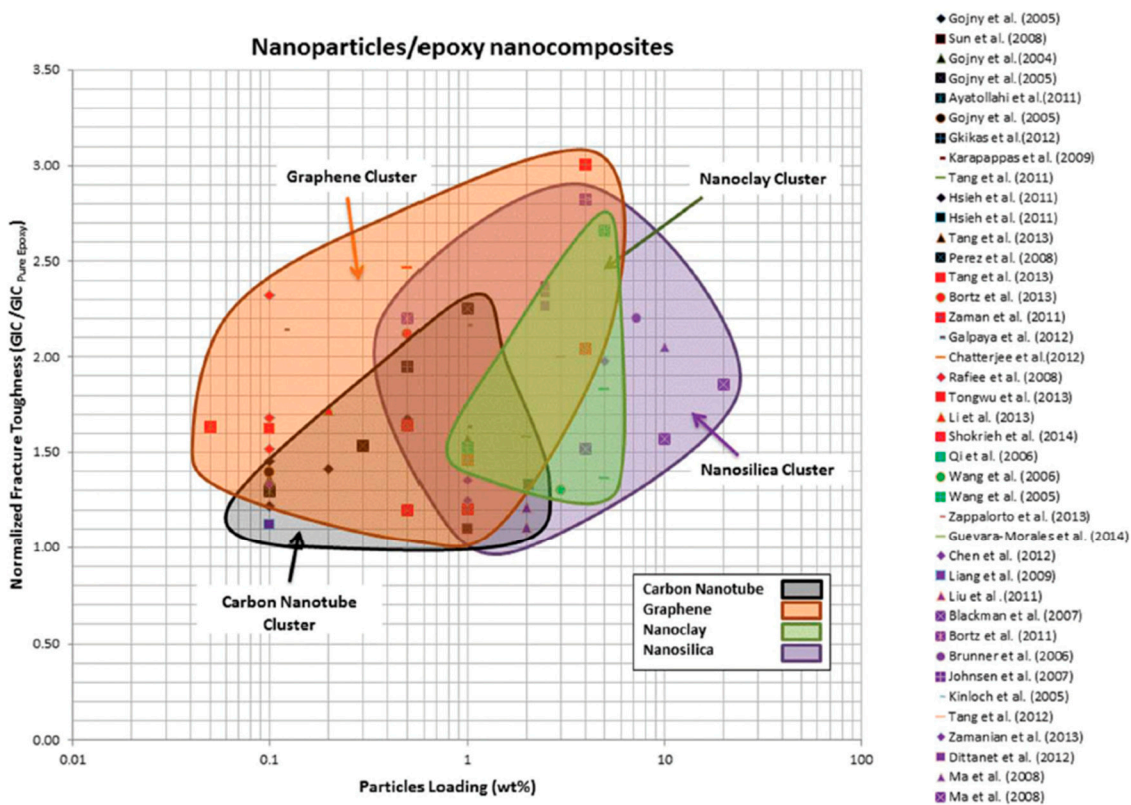 Nanoparticles/epoxy nanocomposites
Normalized Fracture Toughness (GIC /GIC Pure Epoxy)
3.50
3.00
2.50
2.00
1.50
1.00
0.50
0.00
0.01
0.1
1
10
100
Particles Loading (wt%)
Graphene Cluster
Nanoclay Cluster
Nanosilica Cluster
Carbon Nanotube
Cluster
Carbon Nanotube
Graphene
Nanoclay
Nanosilica
Gojny et al. (2005)
Sun et al. (2008)
Gojny et al.(2004)
Gojny et al. (2005)
Ayatollahi et al.(2011)
Gojny et al. (2005)
Gkikas et al.(2012)
Karapappas et al. (2009)
Tang et al. (2011)
Hsieh et al. (2011)
Hsieh et al. (2011)
Tang et al. (2013)
Perez et al. (2008)
Tang et al. (2013)
Bortz et al. (2013)
Zaman et al. (2011)
Galpaya et al. (2012)
Chatterjee et al.(2012)
Rafiee et al. (2008)
Tongwu et al. (2013)
Li et al. (2013)
Shokrieh et al. (2014)
Qi et al. (2006)
Wang et al. (2006)
Wang et al. (2005)
Zappalorto et al. (2013)
Guevara-Morales et al. (2014)
Chen et al. (2012)
Liang et al. (2009)
Liu et al .(2011)
Blackman et al. (2007)
Bortz et al. (2011)
Brunner et al. (2006)
Johnsen et al. (2007)
Kinloch et al. (2005)
Tang et al. (2012)
Zamanian et al. (2013)
Dittanet et al. (2012)
Ma et al. (2008)
Ma et al. (2008)